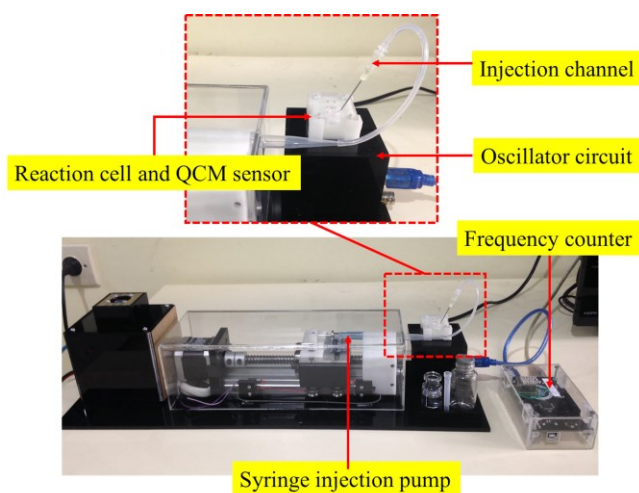 Injection channel
Oscillator circuit
Reaction cell and QCM sensor
Frequency counter
Syringe injection pump